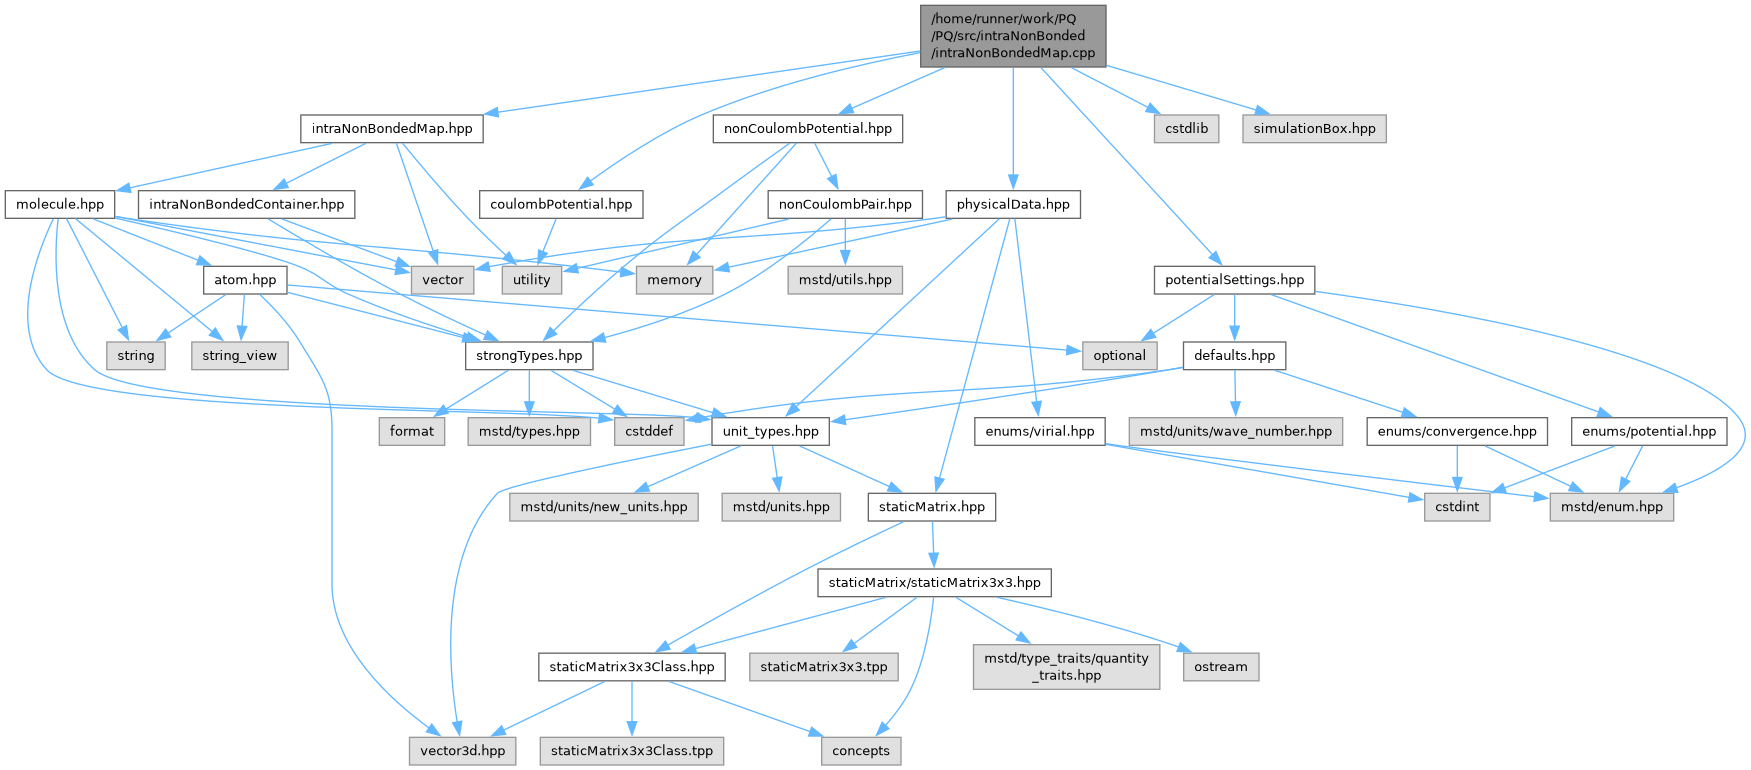 /home/runner/work/PQ
/PQ/src/intraNonBonded
/intraNonBondedMap.cpp
intraNonBondedMap.hpp
nonCoulombPotential.hpp
cstdlib
simulationBox.hpp
molecule.hpp
intraNonBondedContainer.hpp
coulombPotential.hpp
nonCoulombPair.hpp
physicalData.hpp
atom.hpp
vector
utility
memory
mstd/utils.hpp
potentialSettings.hpp
string
string_view
strongTypes.hpp
optional
defaults.hpp
format
mstd/types.hpp
cstddef
unit_types.hpp
enums/virial.hpp
mstd/units/wave_number.hpp
enums/convergence.hpp
enums/potential.hpp
mstd/units/new_units.hpp
mstd/units.hpp
staticMatrix.hpp
cstdint
mstd/enum.hpp
staticMatrix/staticMatrix3x3.hpp
staticMatrix3x3Class.hpp
staticMatrix3x3.tpp
mstd/type_traits/quantity
_traits.hpp
ostream
vector3d.hpp
staticMatrix3x3Class.tpp
concepts